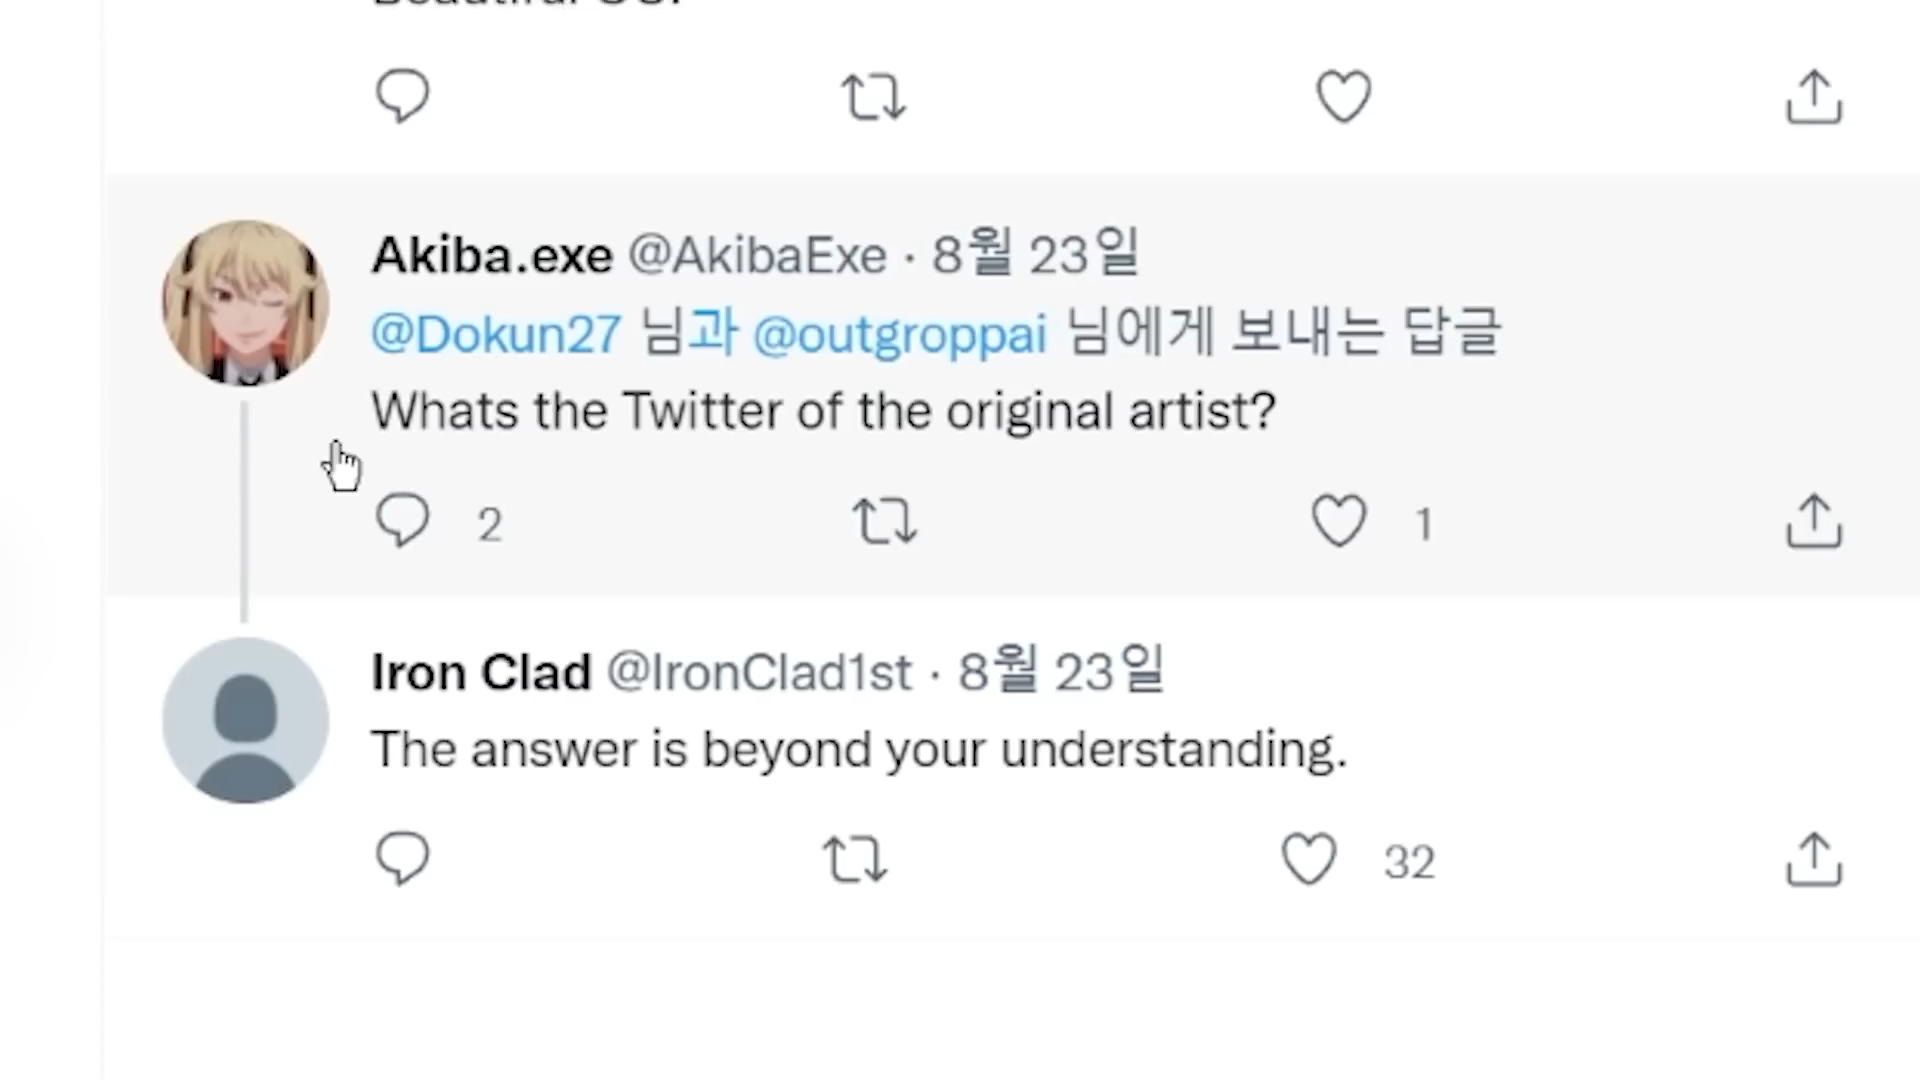 Akiba.exe @AkibaExe · 8월 23일
@Dokun27 님과 @outgroppai 님에게 보내는 답글
Whats the Twitter of the original artist?
2
1
Iron Clad @IronClad1st · 8월 23일
The answer is beyond your understanding.
32